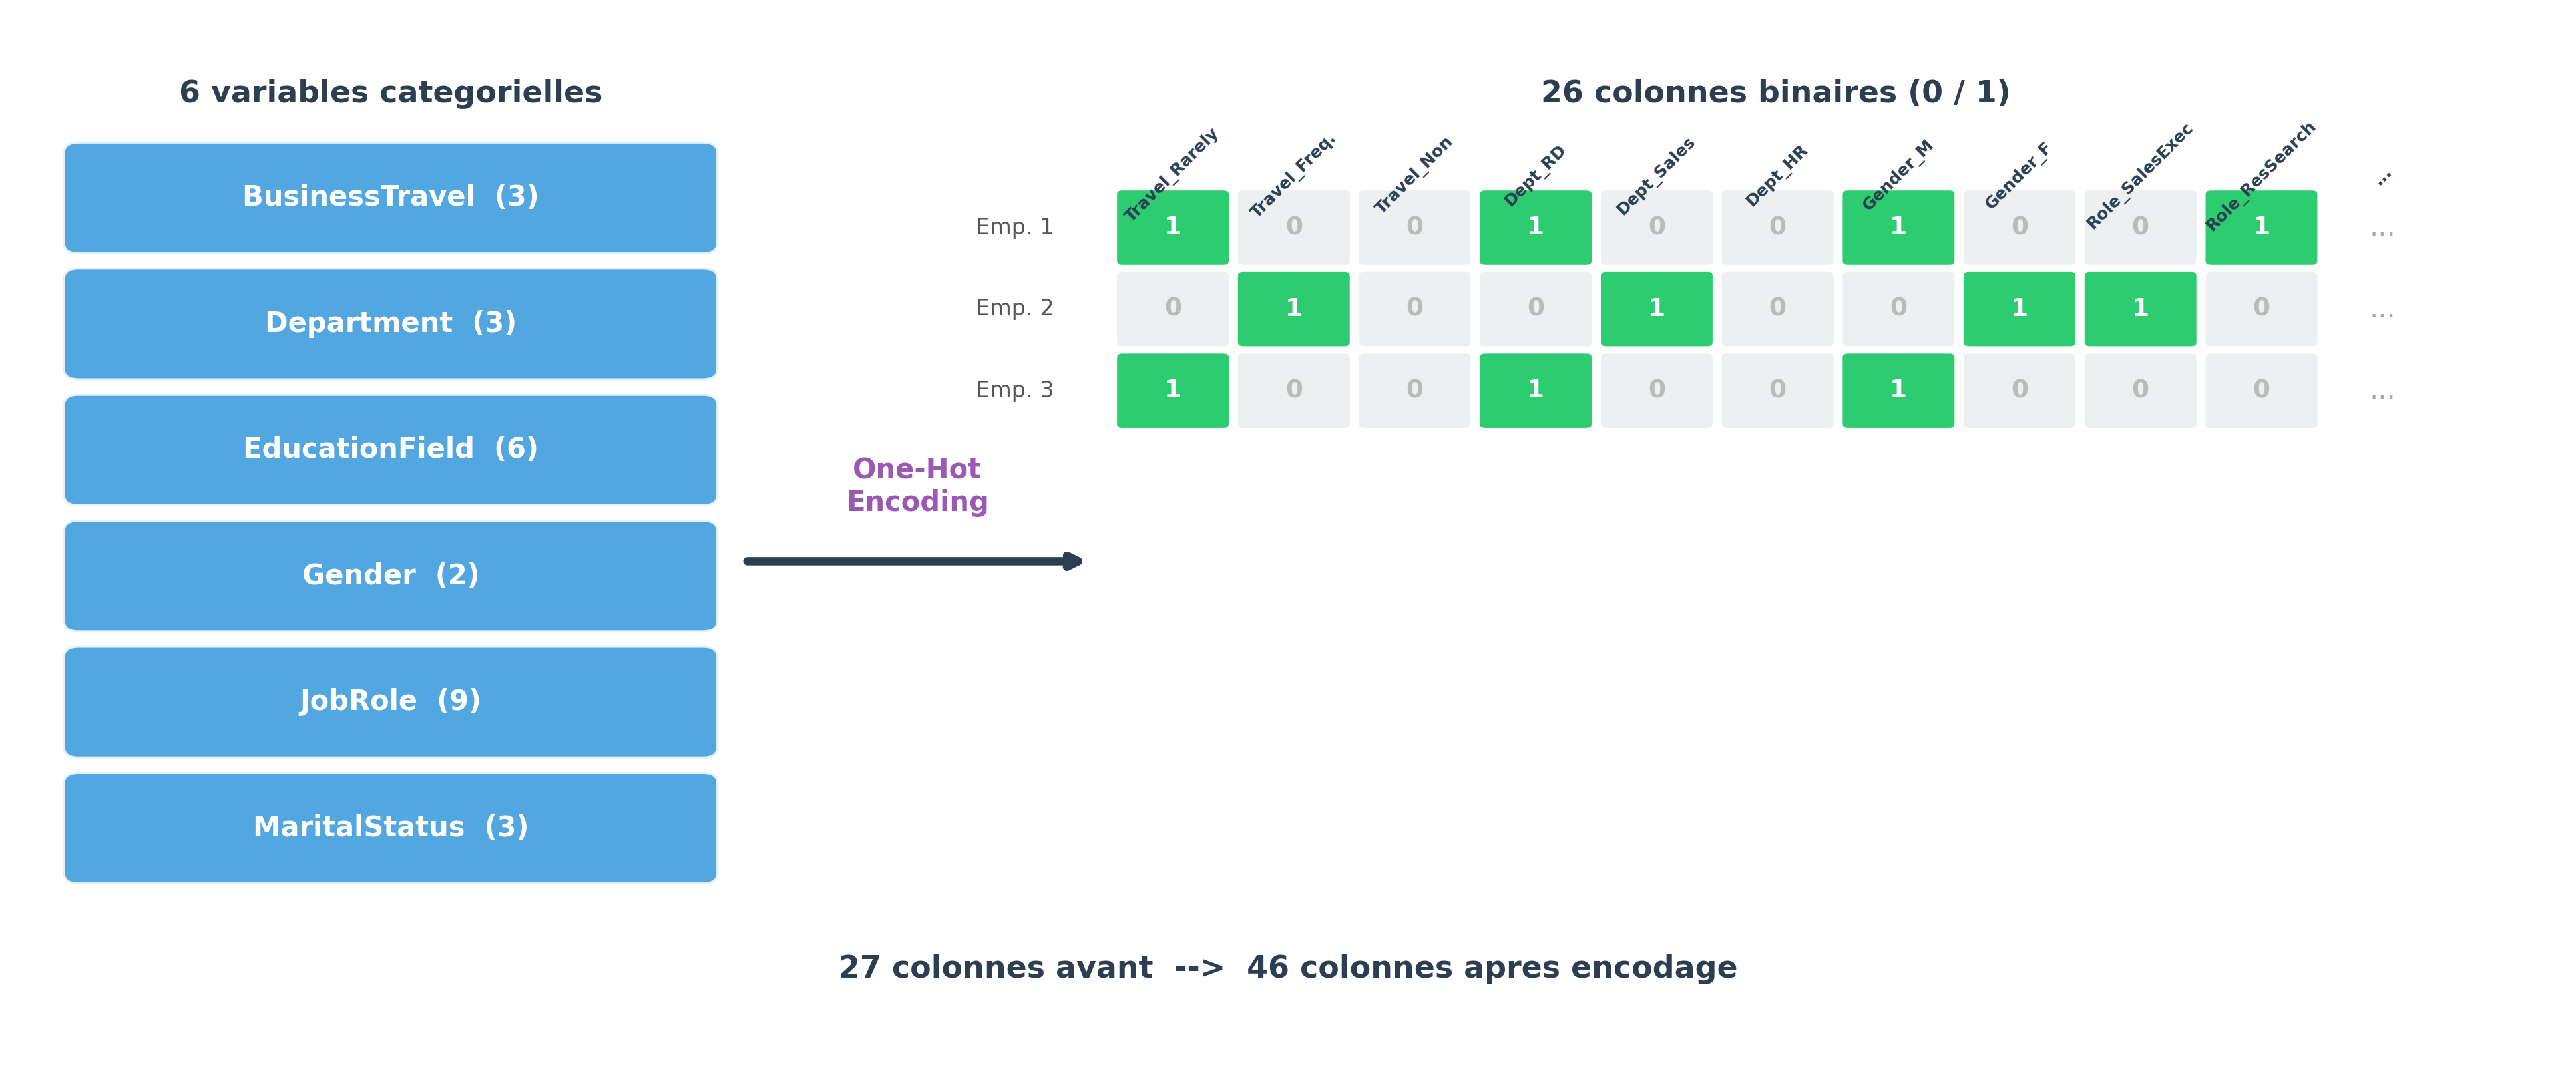 6 variables categorielles
BusinessTravel (3)
Department (3)
EducationField (6)
Gender (2)
JobRole (9)
MaritalStatus (3)
One-Hot
Encoding
26 colonnes binaires (0 / 1)
Travel_Rarely Travel_Freq. Travel_Non Dept_RD Dept_Sales Dept_HR Gender_M Gender_F Role_SalesExec Role_ResSearch ...
Emp. 1 1 0 0 1 0 0 1 0 0 1 ...
Emp. 2 0 1 0 0 1 0 0 1 1 0 ...
Emp. 3 1 0 0 1 0 0 1 0 0 0 ...
27 colonnes avant --> 46 colonnes apres encodage